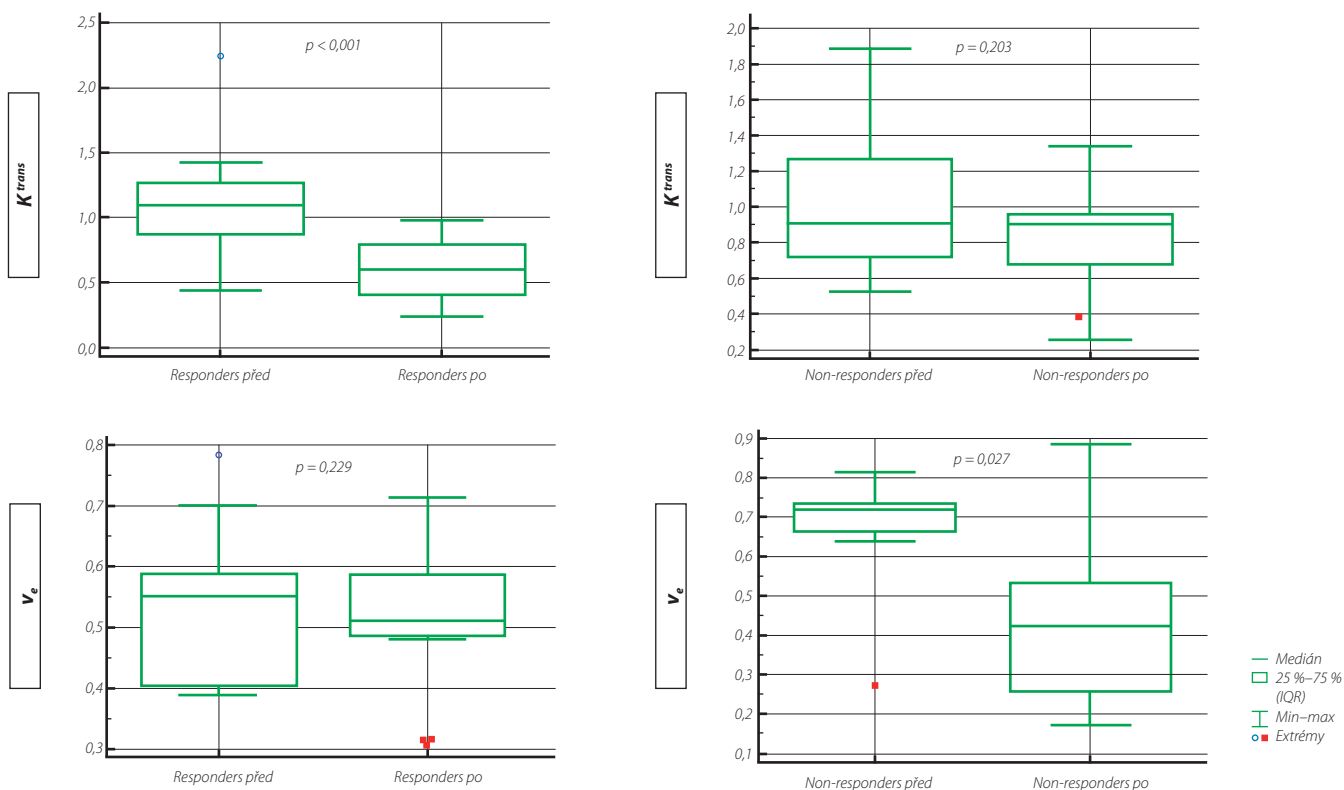 K trans
2,5
2,0
1,5
1,0
0,5
0,0
p < 0,001
Responders před
Responders po
K trans
2,0
1,8
1,6
1,4
1,2
1,0
0,8
0,6
0,4
0,2
p = 0,203
Non-responders před
Non-responders po
v e
0,8
0,7
0,6
0,5
0,4
0,3
p = 0,229
Responders před
Responders po
v e
0,9
0,8
0,7
0,6
0,5
0,4
0,3
0,2
0,1
p = 0,027
Non-responders před
Non-responders po
Medián
25 %–75 %
(IQR)
Min–max
Extrémy